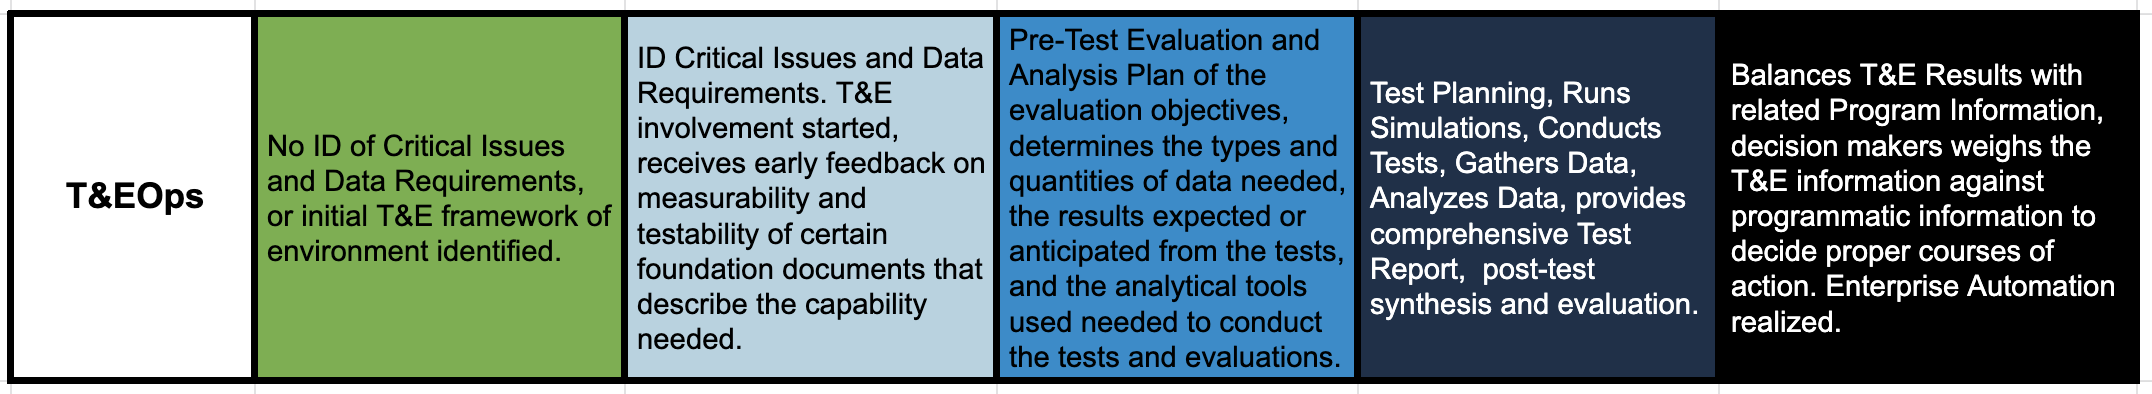 T&EOps
No ID of Critical Issues
and Data Requirements,
or initial T&E framework of
environment identified.
ID Critical Issues and Data
Requirements. T&E
involvement started,
receives early feedback on
measurability and
testability of certain
foundation documents that
describe the capability
needed.
Pre-Test Evaluation and
Analysis Plan of the
evaluation objectives,
determines the types and
quantities of data needed,
the results expected or
anticipated from the tests,
and the analytical tools
used needed to conduct
the tests and evaluations.
Test Planning, Runs
Simulations, Conducts
Tests, Gathers Data,
Analyzes Data, provides
comprehensive Test
Report,  post-test
synthesis and evaluation.
Balances T&E Results with
related Program Information,
decision makers weighs the
T&E information against
programmatic information to
decide proper courses of
action. Enterprise Automation
realized.